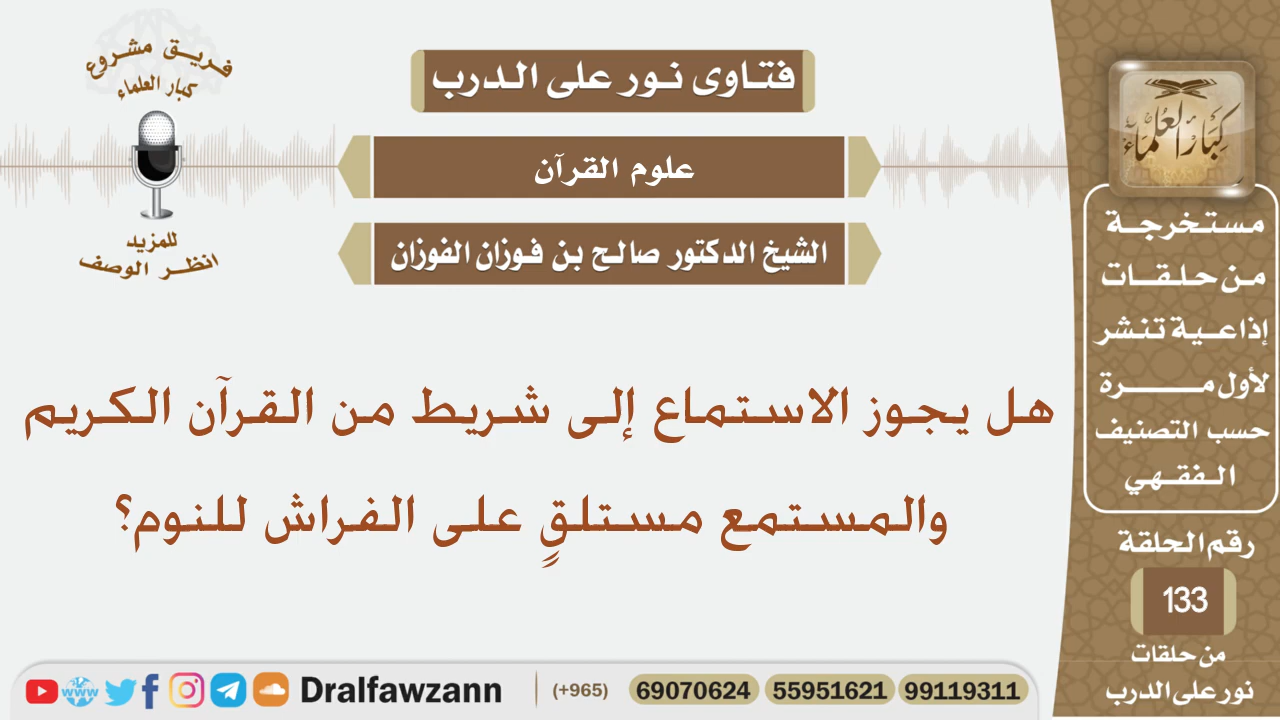 فريق مشروع
كبار العلماء
للمزيد
انظر الوصف
فتاوى نور على الدرب
علوم القرآن
الشيخ الدكتور صالح بن فوزان الفوزان
هل يجوز الاستماع إلى شريط من القرآن الكريم
والمستمع مستلقٍ على الفراش للنوم؟
كبار العلماء
مستخرجة
من حلقات
إذاعية تنشر
لأول مرة
حسب التصنيف
الفقهي
رقم الحلقة
133
من حلقات
نور على الدرب
www
Dralfawzann
(+965) 69070624 55951621 99119311